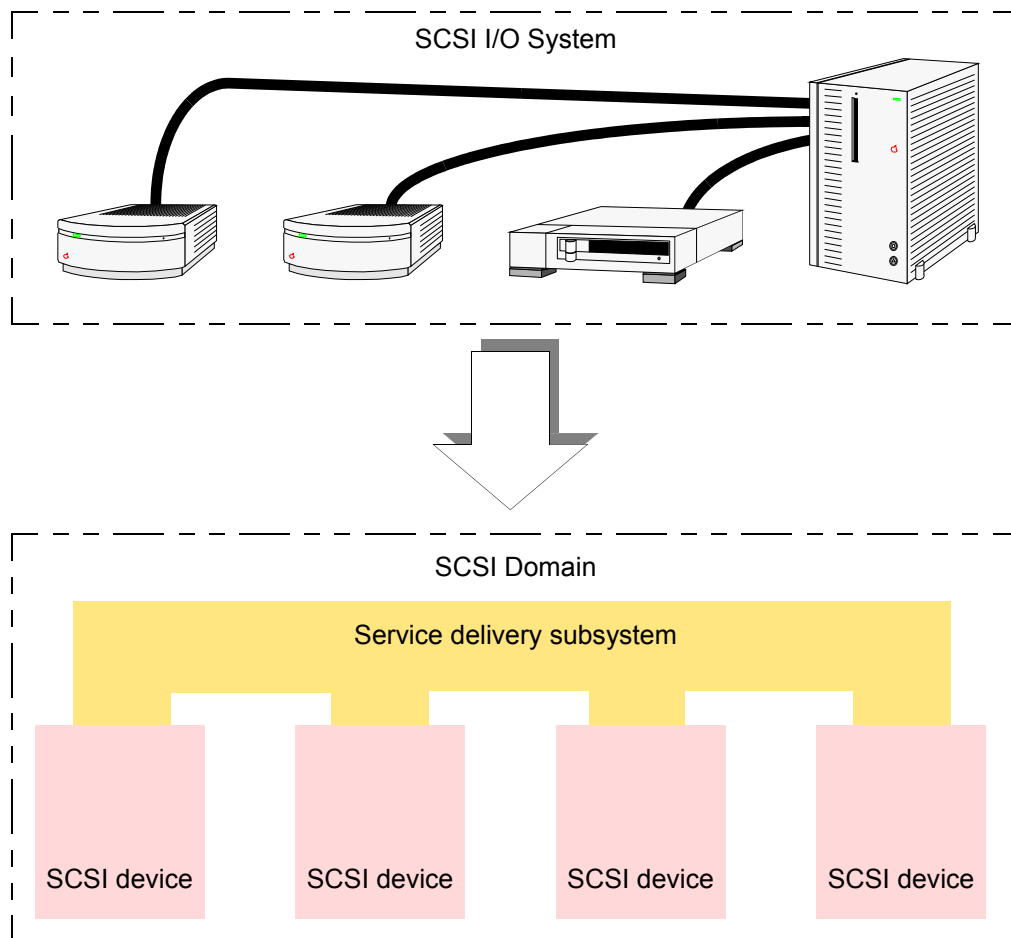 SCSI I/O System
SCSI Domain
Service delivery subsystem
SCSI device
SCSI device
SCSI device
SCSI device